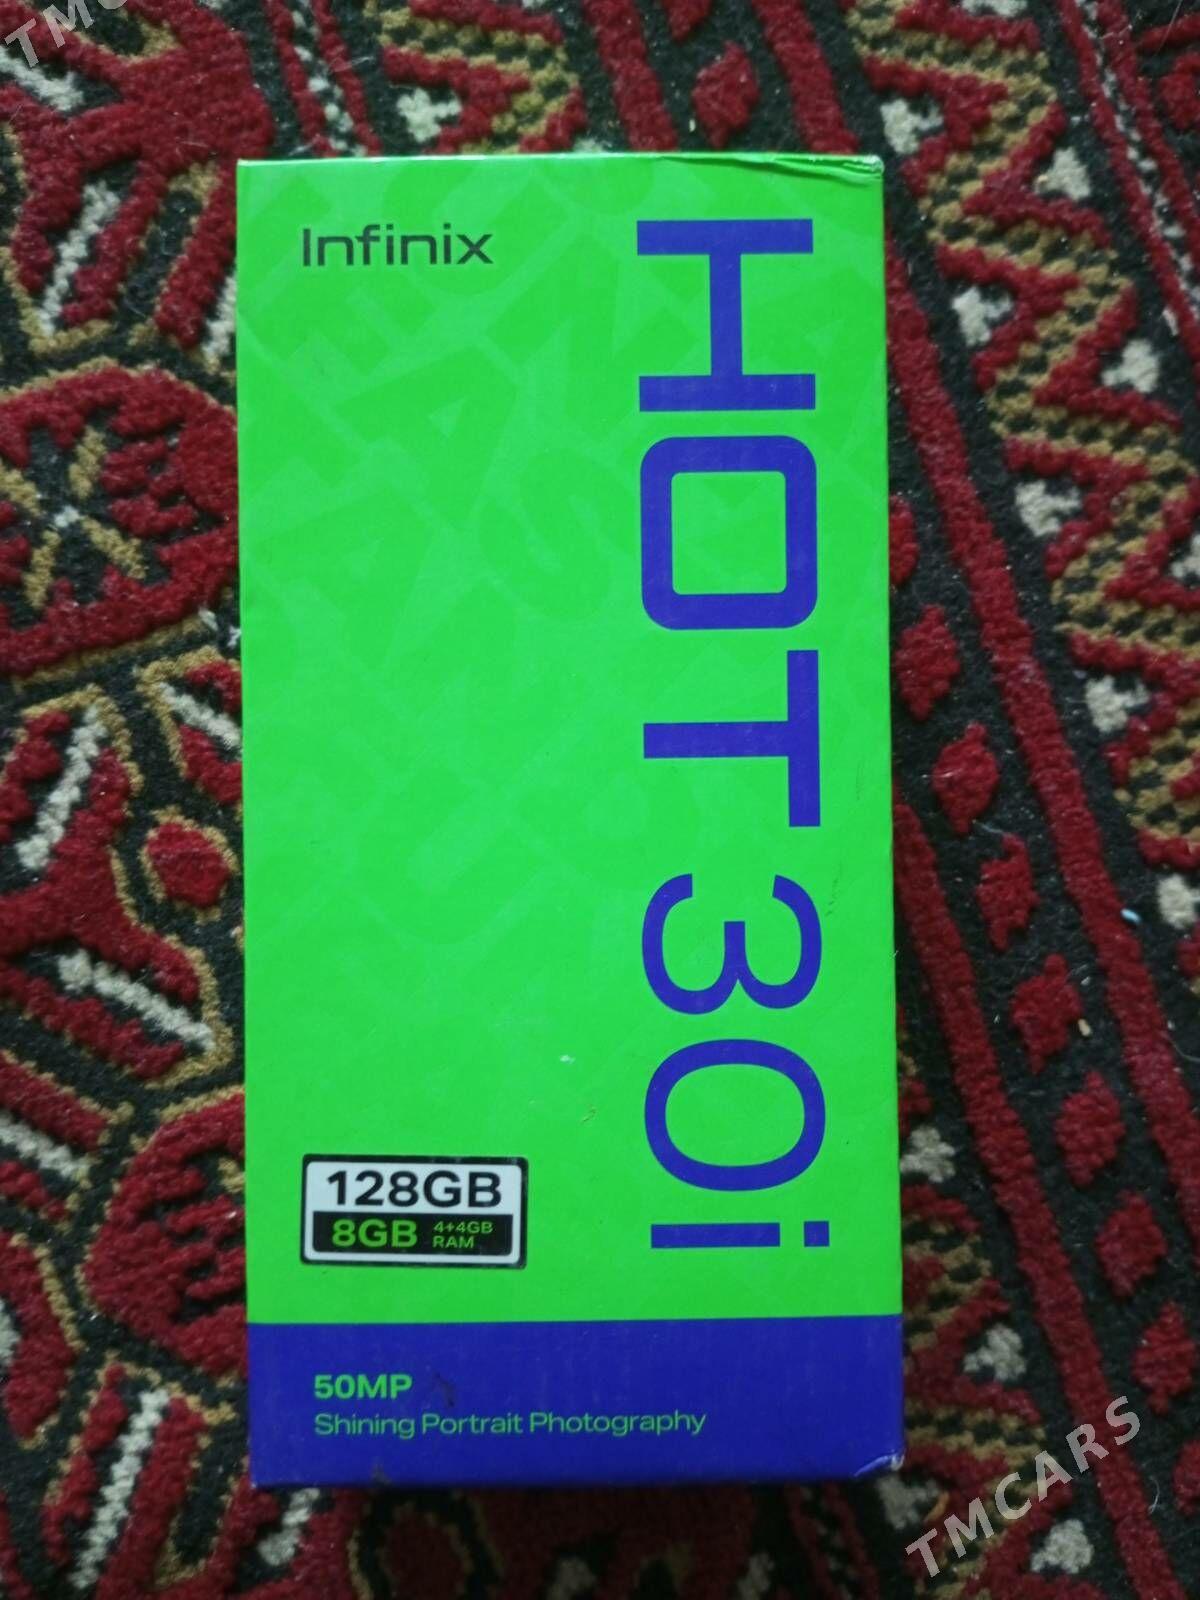 Infinix
HOT 30i
128GB
8GB 4+4GB RAM
50MP
Shining Portrait Photography
TMCARS